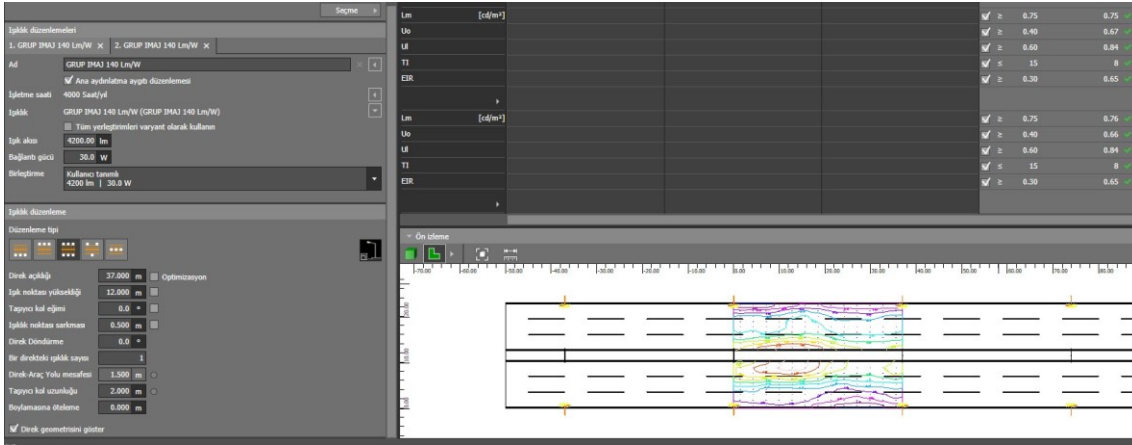 Seçme
Işıklık düzenlemeleri
1. GRUP IMAJ 140 Lm/W × 2. GRUP IMAJ 140 Lm/W ×
Ad GRUP IMAJ 140 Lm/W
Ana aydınlatma aygıtı düzenlemesi
İşletme saati 4000 Saat/yıl
Işıklık GRUP IMAJ 140 Lm/W (GRUP IMAJ 140 Lm/W)
Tüm yerleştirimleri varyant olarak kullanın
Işık akısı 4200.00 lm
Bağlantı gücü 30.0 W
Birleştirme Kullanıcı tanımlı
4200 lm | 30.0 W
Işıklık düzenleme
Düzenleme tipi
Direk açıklığı 37.000 m Optimizasyon
Işık noktası yüksekliği 12.000 m
Taşıyıcı kol eğimi 0.0 °
Işıklık noktası sarkması 0.500 m
Direk Döndürme 0.0 °
Bir direkteki ışıklık sayısı 1
Direk-Araç Yolu mesafesi 1.500 m
Taşıyıcı kol uzunluğu 2.000 m
Boylamasına öteleme 0.000 m
Direk geometrisini göster
Lm [cd/m²] ≥ 0.75 0.75
Uo ≥ 0.40 0.67
Ul ≥ 0.60 0.84
TI ≤ 15 8
EIR ≥ 0.30 0.65
Lm [cd/m²] ≥ 0.75 0.76
Uo ≥ 0.40 0.66
Ul ≥ 0.60 0.84
TI ≤ 15 8
EIR ≥ 0.30 0.65
Ön izleme
-70.00 -60.00 -50.00 -40.00 -30.00 -20.00 -10.00 0.00 10.00 20.00 30.00 40.00 50.00 60.00 70.00 80.00
20.00
10.00
0.00